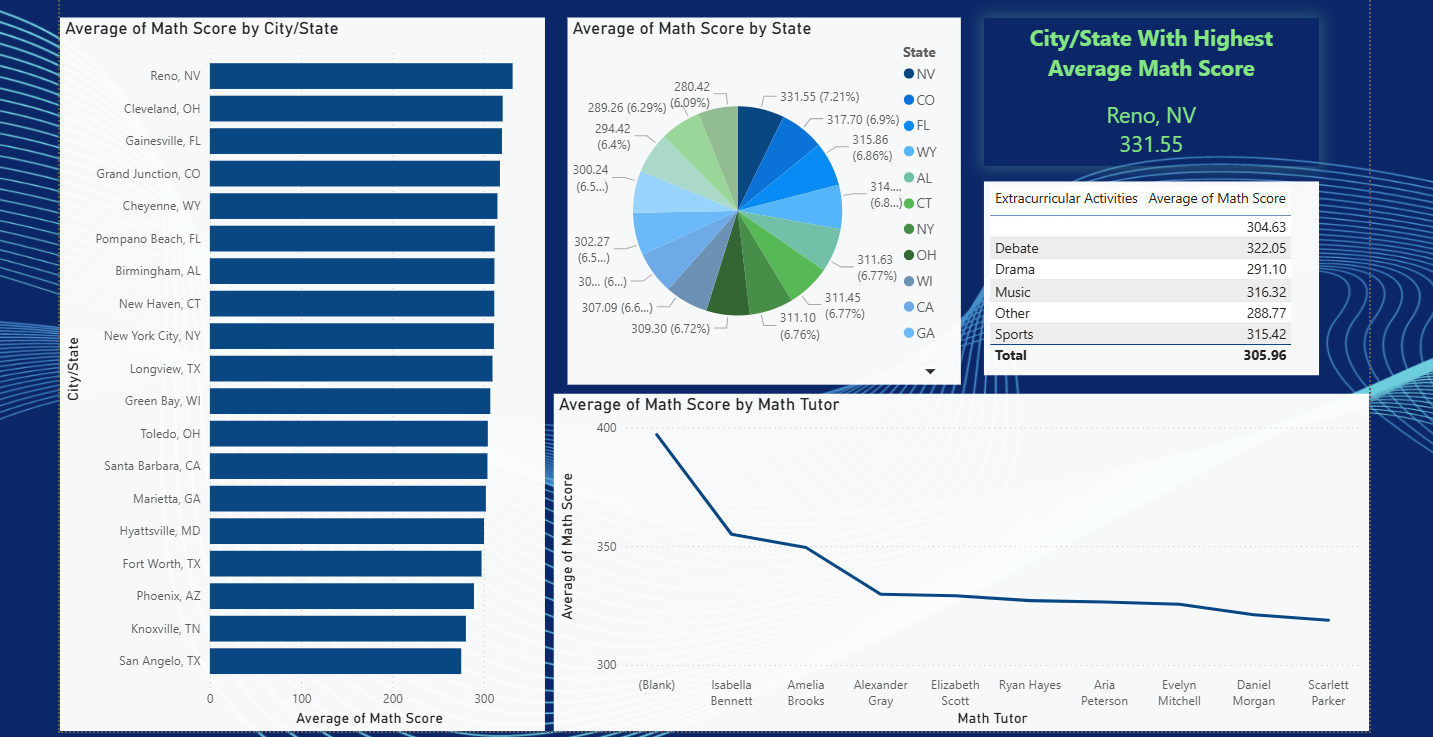 Average of Math Score by City/State
City/State
Reno, NV
Cleveland, OH
Gainesville, FL
Grand Junction, CO
Cheyenne, WY
Pompano Beach, FL
Birmingham, AL
New Haven, CT
New York City, NY
Longview, TX
Green Bay, WI
Toledo, OH
Santa Barbara, CA
Marietta, GA
Hyattsville, MD
Fort Worth, TX
Phoenix, AZ
Knoxville, TN
San Angelo, TX
0 100 200 300
Average of Math Score
Average of Math Score by State
331.55 (7.21%)
317.70 (6.9%)
315.86
(6.86%)
314....
(6.8...)
311.63
(6.77%)
311.45
(6.77%)
311.10
(6.76%)
309.30 (6.72%)
307.09 (6.6...)
30... (6...)
302.27
(6.5...)
300.24
(6.5...)
294.42
(6.4%)
289.26 (6.29%)
280.42
(6.09%)
State
NV
CO
FL
WY
AL
CT
NY
OH
WI
CA
GA
City/State With Highest
Average Math Score
Reno, NV
331.55
Extracurricular Activities Average of Math Score
304.63
Debate 322.05
Drama 291.10
Music 316.32
Other 288.77
Sports 315.42
Total 305.96
Average of Math Score by Math Tutor
Average of Math Score
400
350
300
(Blank)
Isabella
Bennett
Amelia
Brooks
Alexander
Gray
Elizabeth
Scott
Ryan Hayes
Aria
Peterson
Evelyn
Mitchell
Daniel
Morgan
Scarlett
Parker
Math Tutor